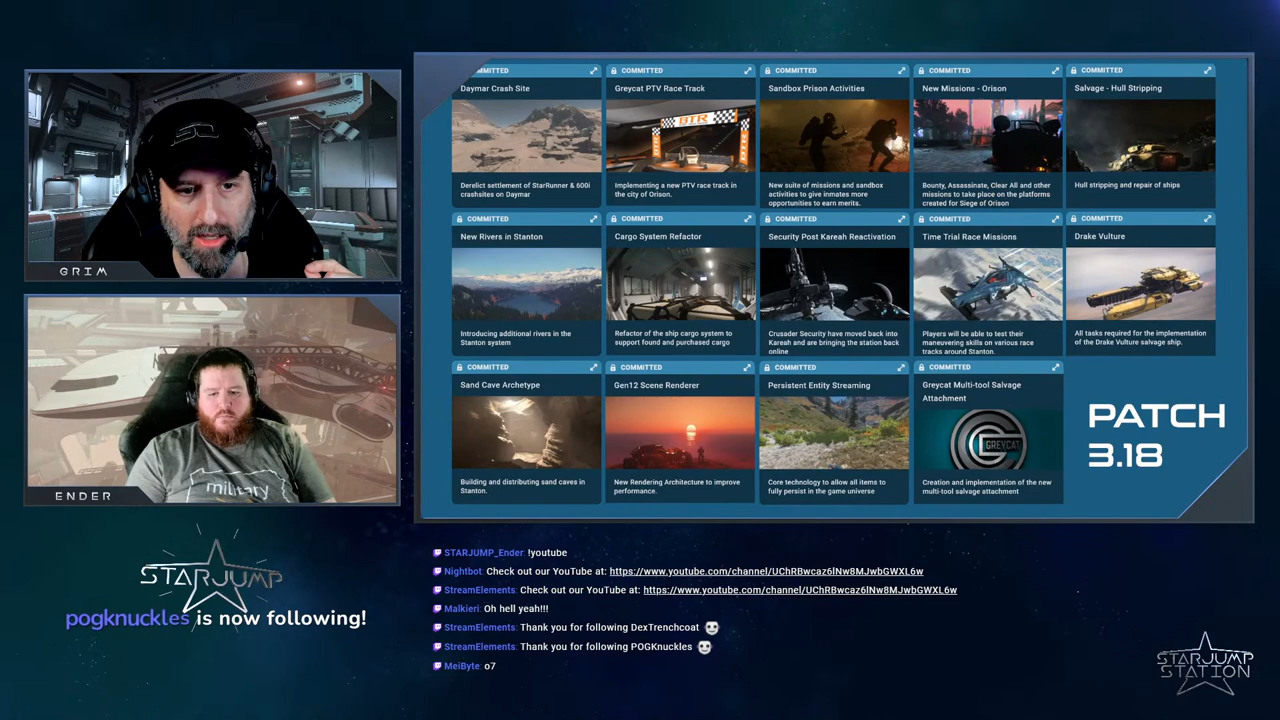 COMMITTED
COMMITTED
COMMITTED
COMMITTED
Daymar Crash Site
Greycat PTV Race Track
Sandbox Prison Activities
New Missions - Orison
Salvage - Hull Stripping
Derelict settlement of StarRunner & 600i
crashsites on Daymar
Implementing a new PTV race track in
the city of Orison.
New suite of missions and sandbox
activities to give inmates more
opportunities to earn merits.
Bounty, Assassinate, Clear All and other
missions to take place on the platforms
created for Siege of Orison
Hull stripping and repair of ships
COMMITTED
COMMITTED
COMMITTED
COMMITTED
COMMITTED
New Rivers in Stanton
Cargo System Refactor
Security Post Kareah Reactivation
Time Trial Race Missions
Drake Vulture
Introducing additional rivers in the
Stanton system
Refactor of the ship cargo system to
support found and purchased cargo
Crusader Security have moved back into
Kareah and are bringing the station back
online
Players will be able to test their
maneuvering skills on various race
tracks around Stanton.
All tasks required for the implementation
of the Drake Vulture salvage ship.
COMMITTED
COMMITTED
COMMITTED
COMMITTED
Sand Cave Archetype
Gen12 Scene Renderer
Persistent Entity Streaming
Greycat Multi-tool Salvage
Attachment
GREYCAT
Building and distributing sand caves in
Stanton.
New Rendering Architecture to improve
performance.
Core technology to allow all items to
fully persist in the game universe
Creation and implementation of the new
multi-tool salvage attachment
PATCH
3.18
GRIM
military
ENDER
STARJUMP
pogknuckles is now following!
STARJUMP_Ender: !youtube
Nightbot: Check out our YouTube at: https://www.youtube.com/channel/UChRBwcaz6lNw8MJwbGWXL6w
StreamElements: Check out our YouTube at: https://www.youtube.com/channel/UChRBwcaz6lNw8MJwbGWXL6w
Malkieri: Oh hell yeah!!!
StreamElements: Thank you for following DexTrenchcoat
StreamElements: Thank you for following POGKnuckles
MeiByte: o7
STARJUMP
STATION